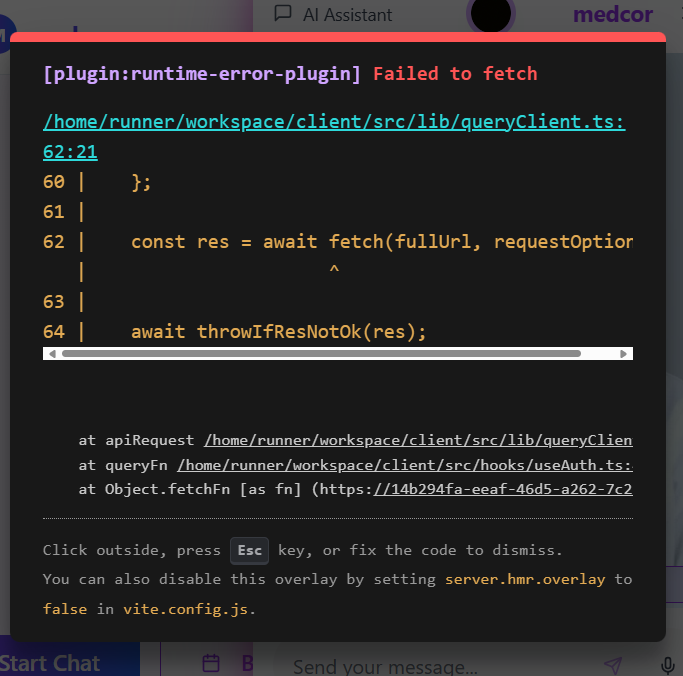 AI Assistant
medcor
[plugin:runtime-error-plugin] Failed to fetch
/home/runner/workspace/client/src/lib/queryClient.ts:
62:21
60 |    };
61 |
62 |    const res = await fetch(fullUrl, requestOption
   |                      ^
63 |
64 |    await throwIfResNotOk(res);
at apiRequest /home/runner/workspace/client/src/lib/queryClien
at queryFn /home/runner/workspace/client/src/hooks/useAuth.ts:
at Object.fetchFn [as fn] (https://14b294fa-eeaf-46d5-a262-7c2
Click outside, press Esc key, or fix the code to dismiss.
You can also disable this overlay by setting server.hmr.overlay to
false in vite.config.js.
Start Chat
B
Send your message...